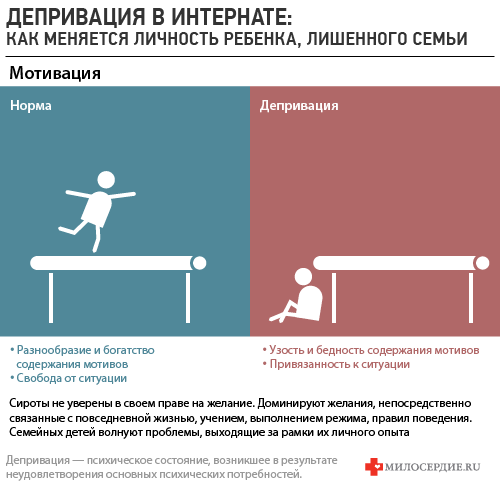 ДЕПРИВАЦИЯ В ИНТЕРНАТЕ:
КАК МЕНЯЕТСЯ ЛИЧНОСТЬ РЕБЕНКА, ЛИШЕННОГО СЕМЬИ
Мотивация
Норма
Депривация
• Разнообразие и богатство
содержания мотивов
• Свобода от ситуации
• Узость и бедность содержания мотивов
• Привязанность к ситуации
Сироты не уверены в своем праве на желание. Доминируют желания, непосредственно
связанные с повседневной жизнью, учением, выполнением режима, правил поведения.
Семейных детей волнуют проблемы, выходящие за рамки их личного опыта
Депривация — психическое состояние, возникшее в результате
неудовлетворения основных психических потребностей.
МИЛОСЕРДИЕ.RU